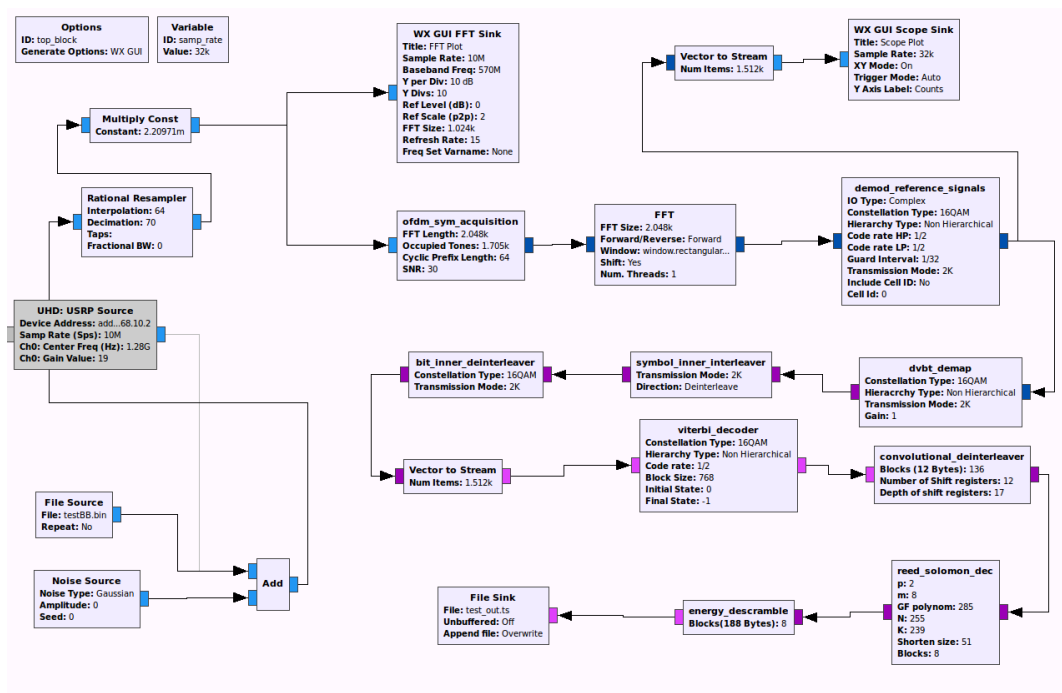 Options
ID: top_block
Generate Options: WX GUI
Variable
ID: samp_rate
Value: 32k
WX GUI FFT Sink
Title: FFT Plot
Sample Rate: 10M
Baseband Freq: 570M
Y per Div: 10 dB
Y Divs: 10
Ref Level (dB): 0
Ref Scale (p2p): 2
FFT Size: 1.024k
Refresh Rate: 15
Freq Set Varname: None
Vector to Stream
Num Items: 1.512k
WX GUI Scope Sink
Title: Scope Plot
Sample Rate: 32k
XY Mode: On
Trigger Mode: Auto
Y Axis Label: Counts
Multiply Const
Constant: 2.20971m
Rational Resampler
Interpolation: 64
Decimation: 70
Taps:
Fractional BW: 0
ofdm_sym_acquisition
FFT Length: 2.048k
Occupied Tones: 1.705k
Cyclic Prefix Length: 64
SNR: 30
FFT
FFT Size: 2.048k
Forward/Reverse: Forward
Window: window.rectangular...
Shift: Yes
Num. Threads: 1
demod_reference_signals
IO Type: Complex
Constellation Type: 16QAM
Hierarchy Type: Non Hierarchical
Code rate HP: 1/2
Code rate LP: 1/2
Guard Interval: 1/32
Transmission Mode: 2K
Include Cell ID: No
Cell Id: 0
UHD: USRP Source
Device Address: add...68.10.2
Samp Rate (Sps): 10M
Ch0: Center Freq (Hz): 1.28G
Ch0: Gain Value: 19
bit_inner_deinterleaver
Constellation Type: 16QAM
Transmission Mode: 2K
symbol_inner_interleaver
Transmission Mode: 2K
Direction: Deinterleave
dvbt_demap
Constellation Type: 16QAM
Hieracrchy Type: Non Hierarchical
Transmission Mode: 2K
Gain: 1
Vector to Stream
Num Items: 1.512k
viterbi_decoder
Constellation Type: 16QAM
Hierarchy Type: Non Hierarchical
Code rate: 1/2
Block Size: 768
Initial State: 0
Final State: -1
convolutional_deinterleaver
Blocks (12 Bytes): 136
Number of Shift registers: 12
Depth of shift registers: 17
File Source
File: testBB.bin
Repeat: No
Noise Source
Noise Type: Gaussian
Amplitude: 0
Seed: 0
Add
File Sink
File: test_out.ts
Unbuffered: Off
Append file: Overwrite
energy_descramble
Blocks(188 Bytes): 8
reed_solomon_dec
p: 2
m: 8
GF polynom: 285
N: 255
K: 239
Shorten size: 51
Blocks: 8